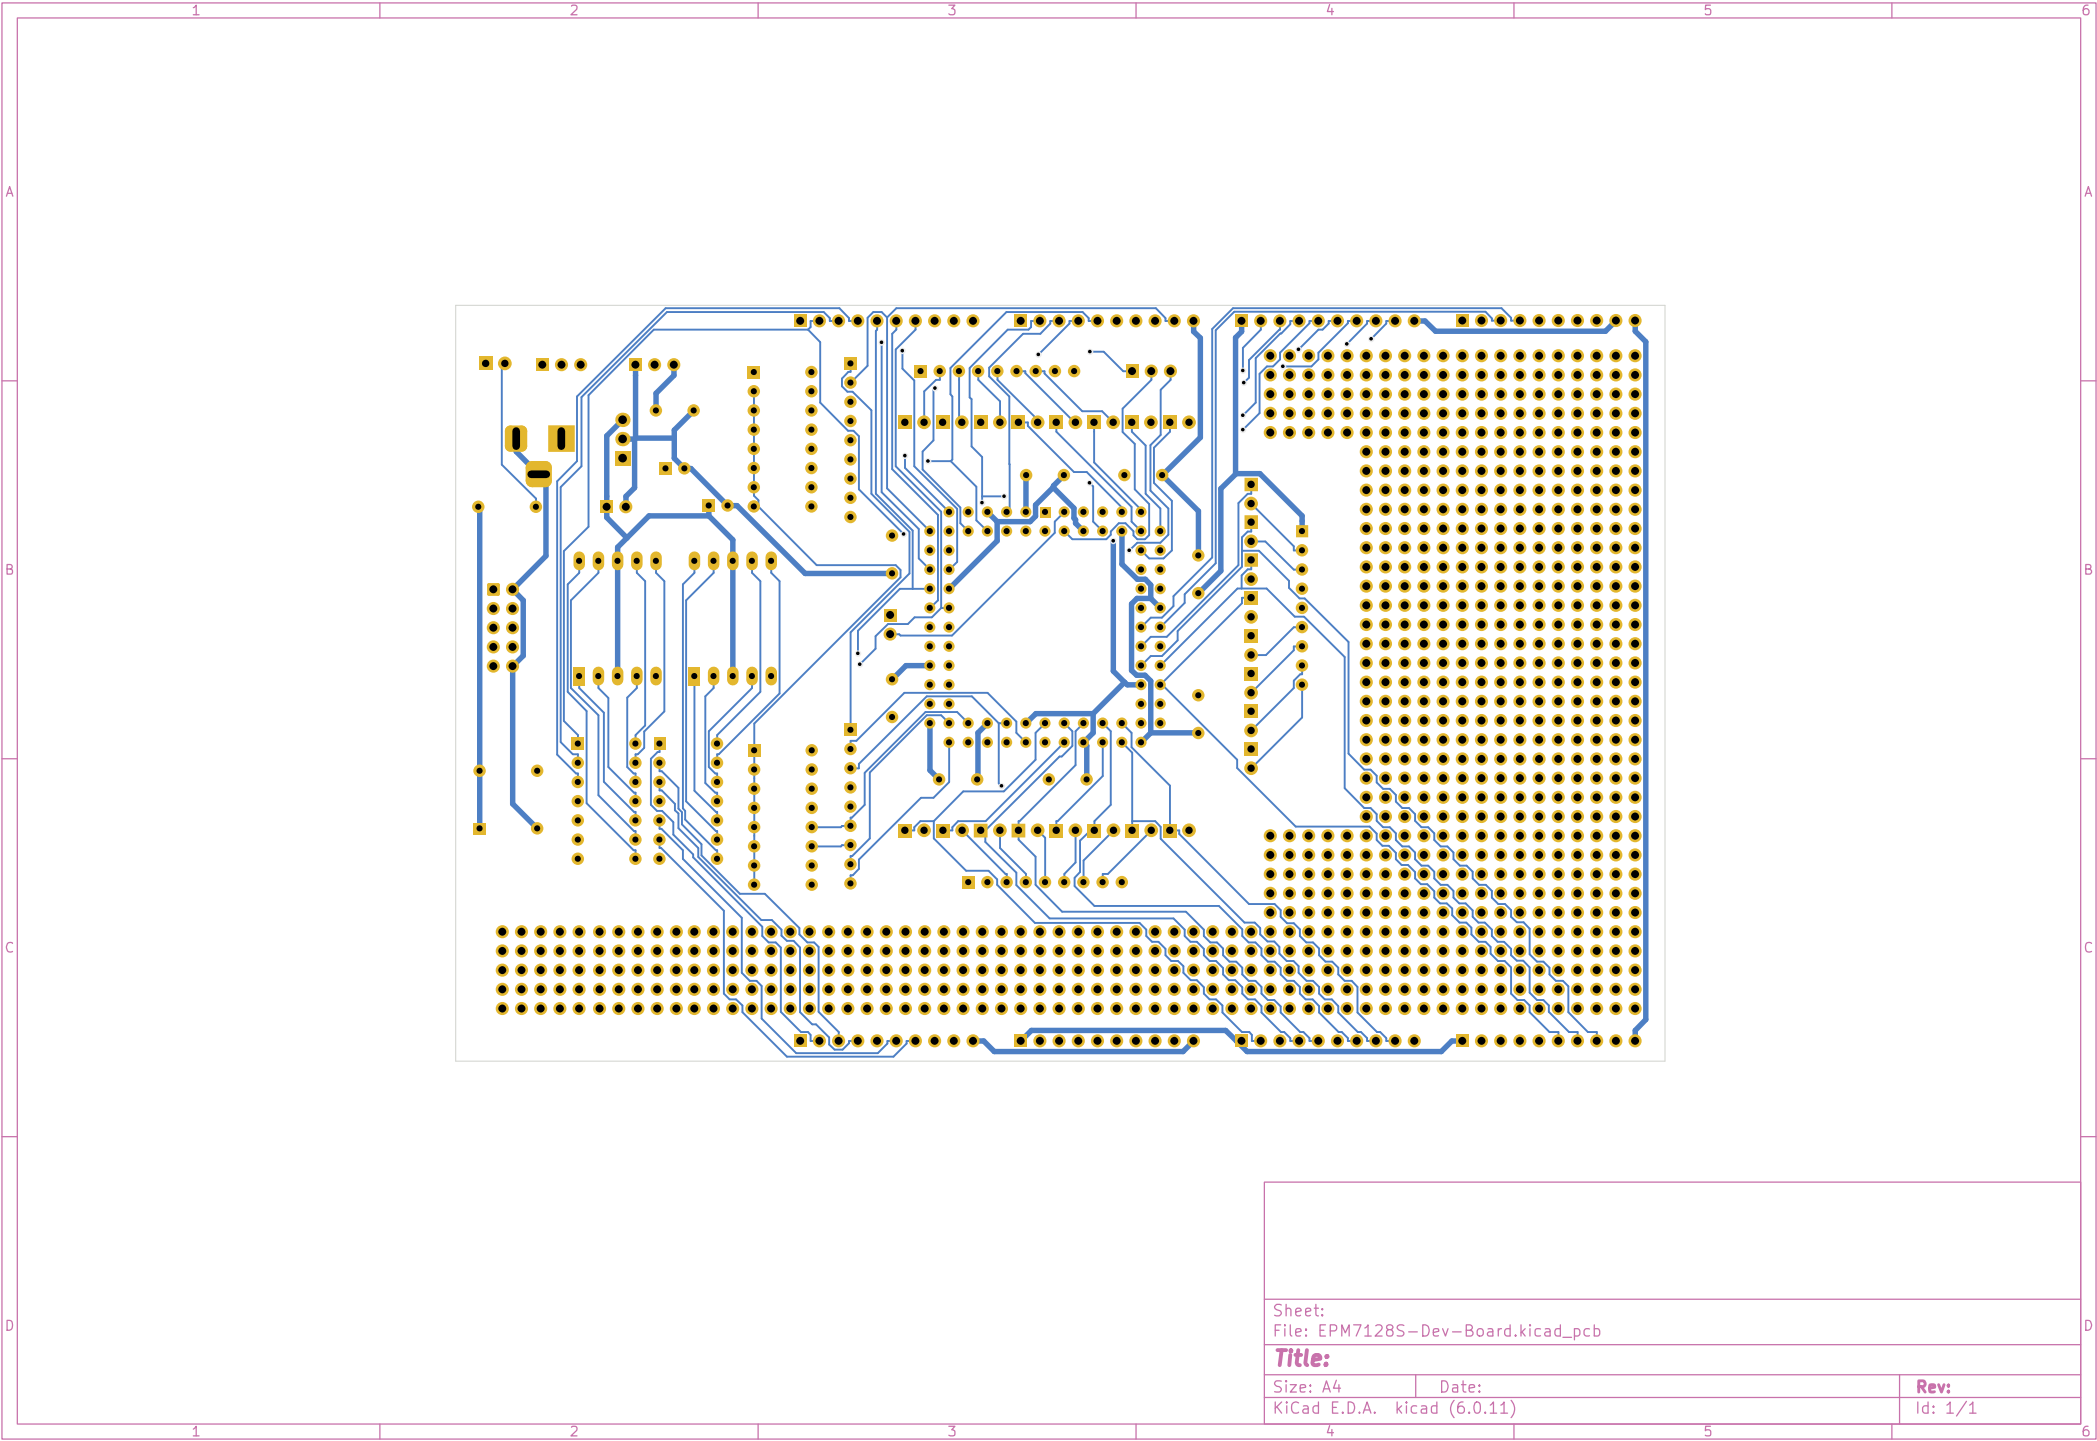 1 2 3 4 5 6
A A
B B
C C
D D
Sheet:
File: EPM7128S-Dev-Board.kicad_pcb
Title:
Size: A4 Date: Rev:
KiCad E.D.A. kicad (6.0.11) Id: 1/1
1 2 3 4 5 6